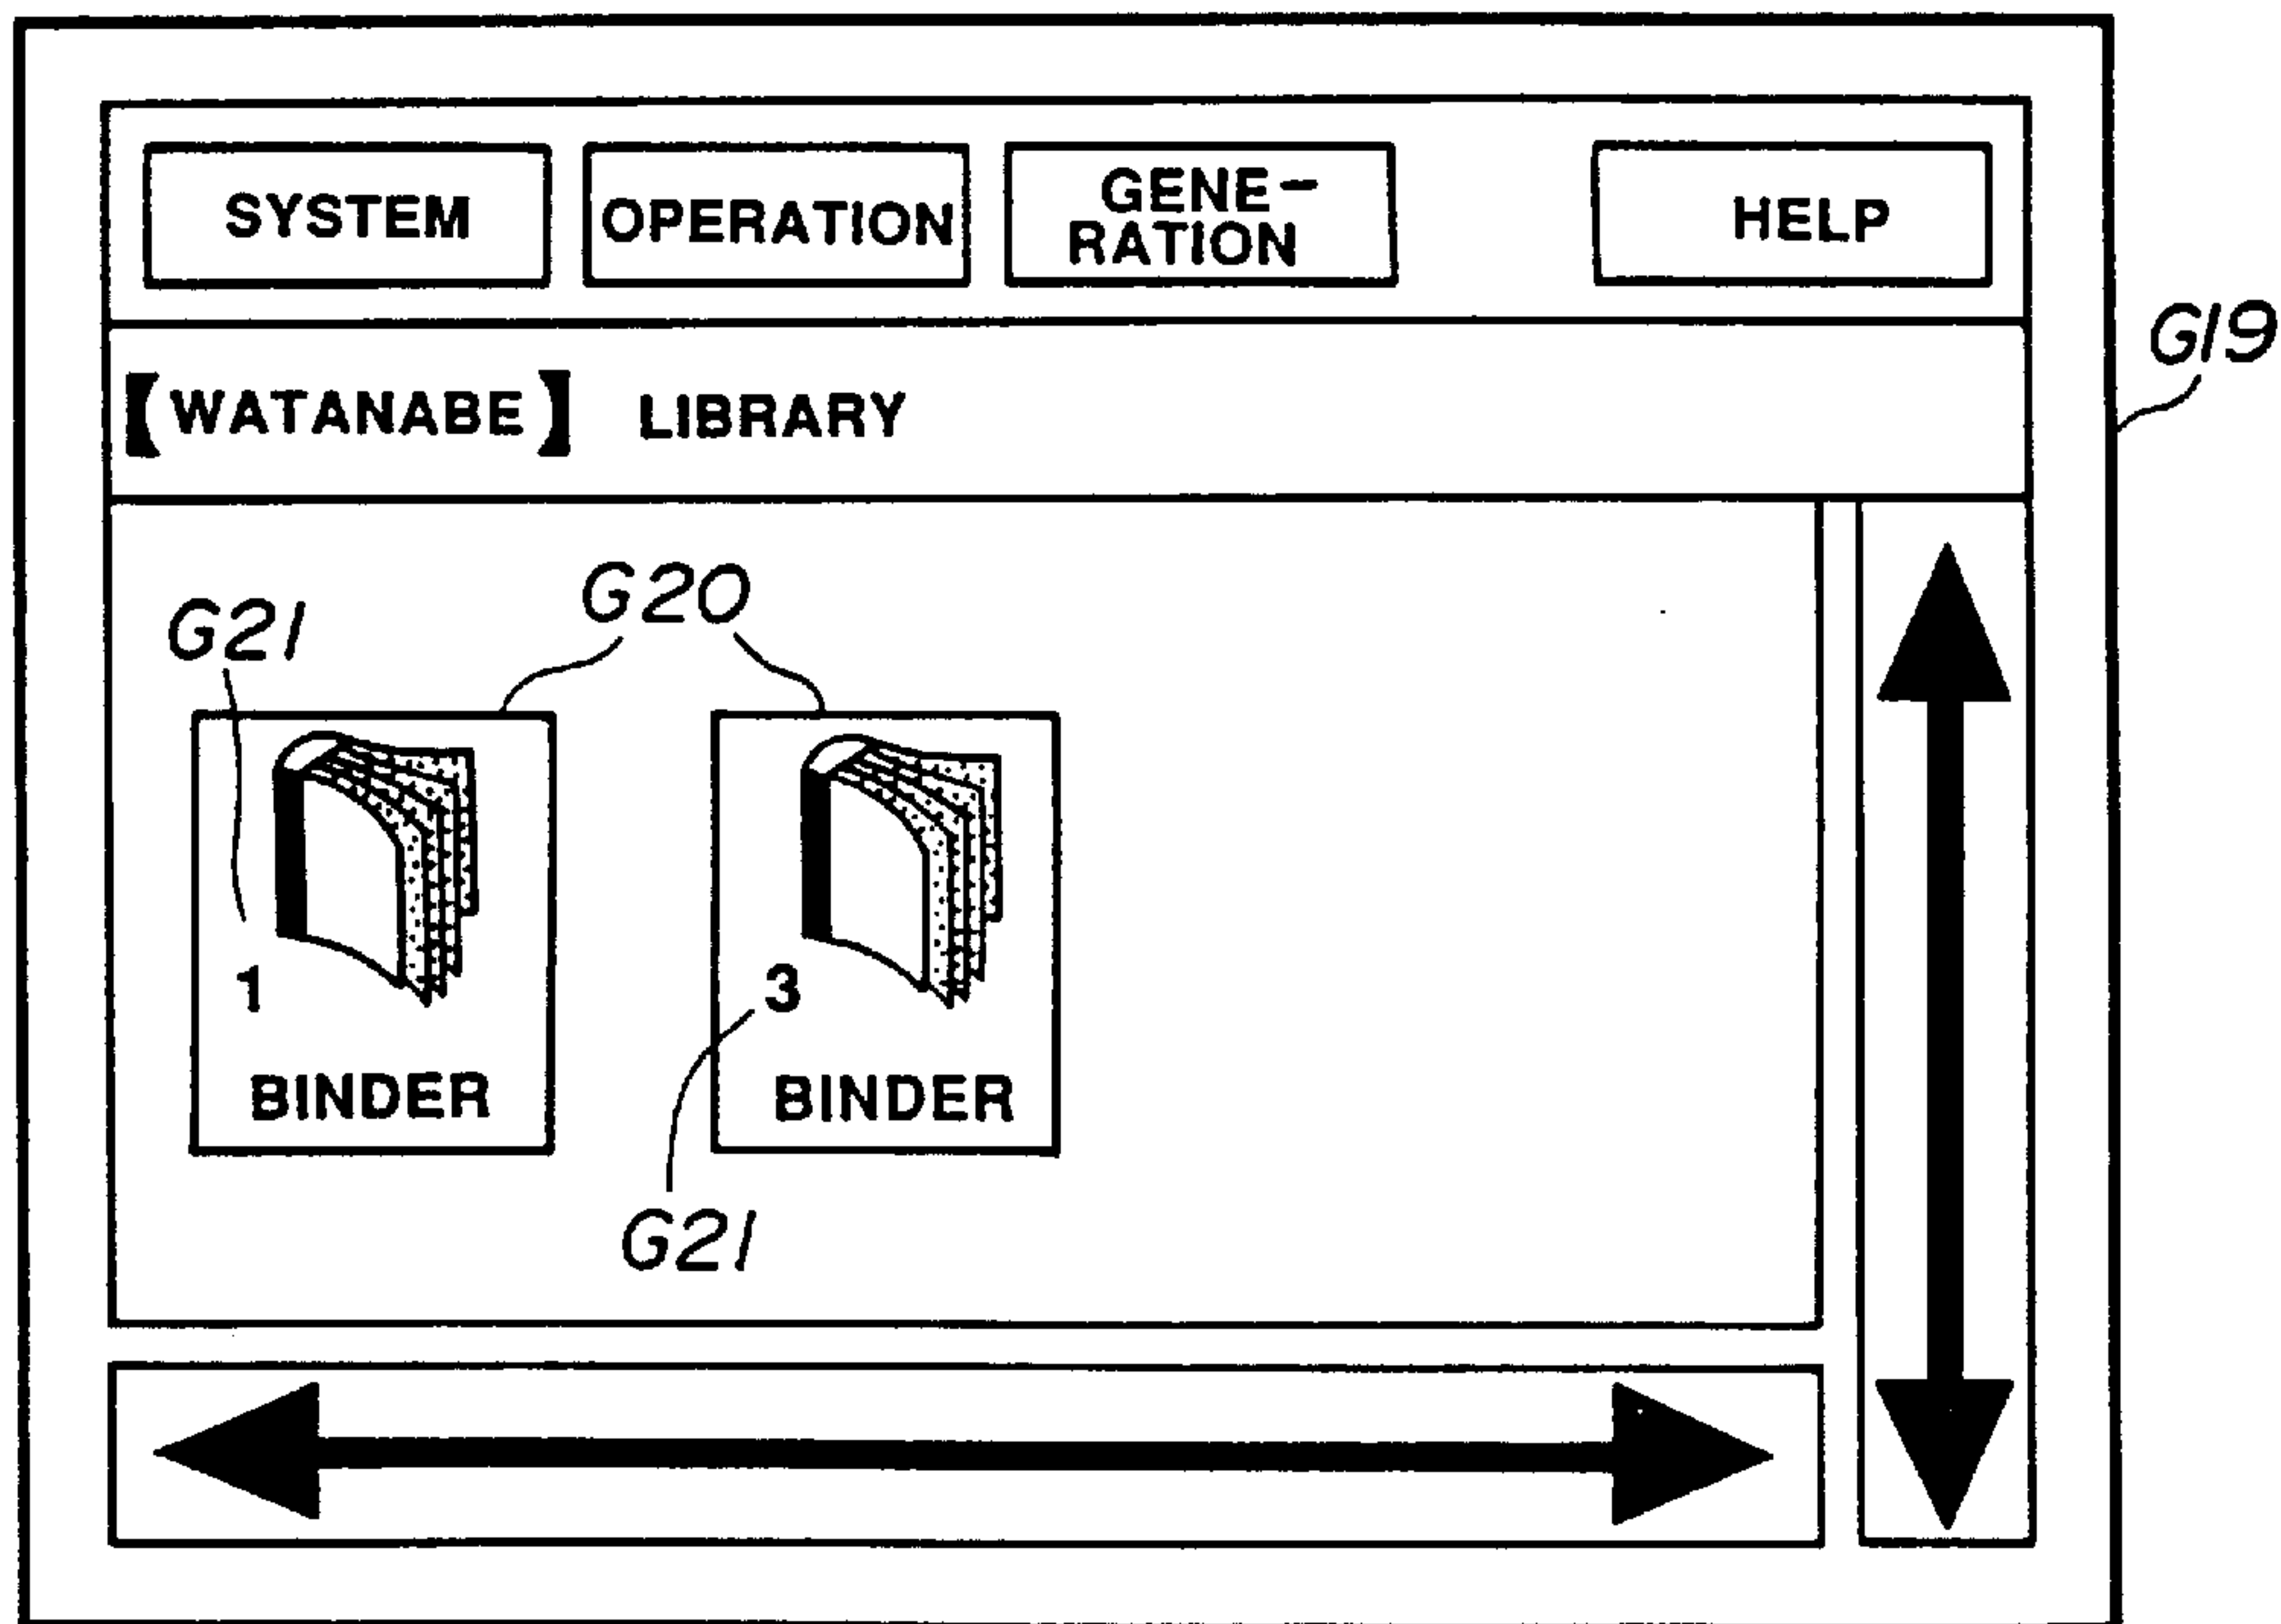 SYSTEM OPERATION GENE-
RATION HELP
G19
【WATANABE】 LIBRARY
G21 G20
1 3
BINDER BINDER
G21